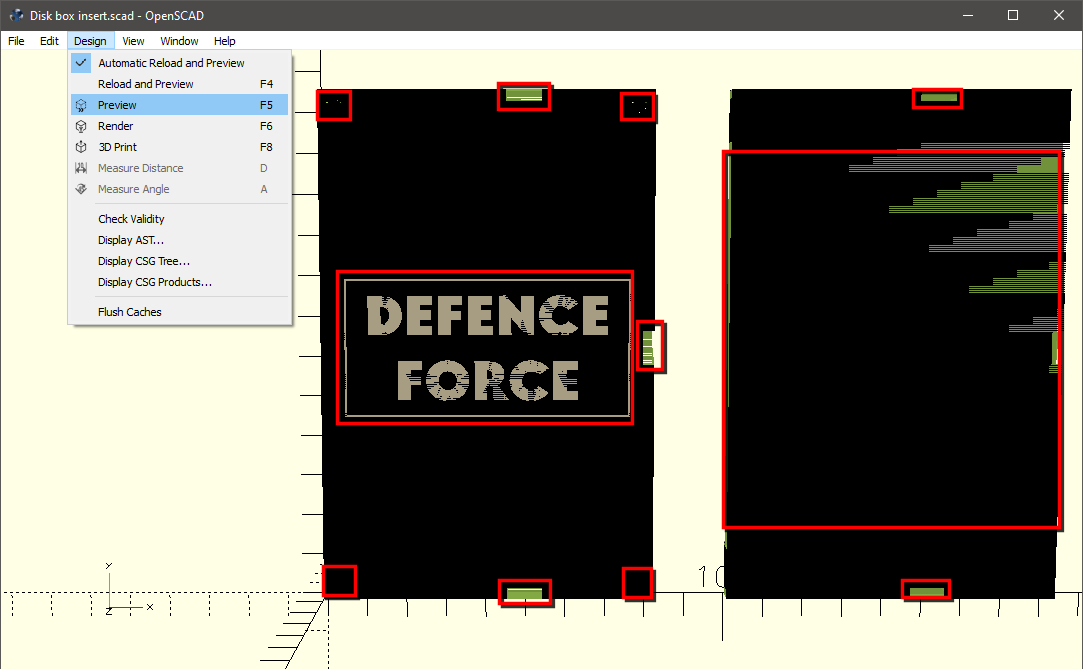 Disk box insert.scad - OpenSCAD
File Edit Design View Window Help
Automatic Reload and Preview
Reload and Preview F4
Preview F5
Render F6
3D Print F8
Measure Distance D
Measure Angle A
Check Validity
Display AST...
Display CSG Tree...
Display CSG Products...
Flush Caches
DEFENCE
FORCE
Y
Z X